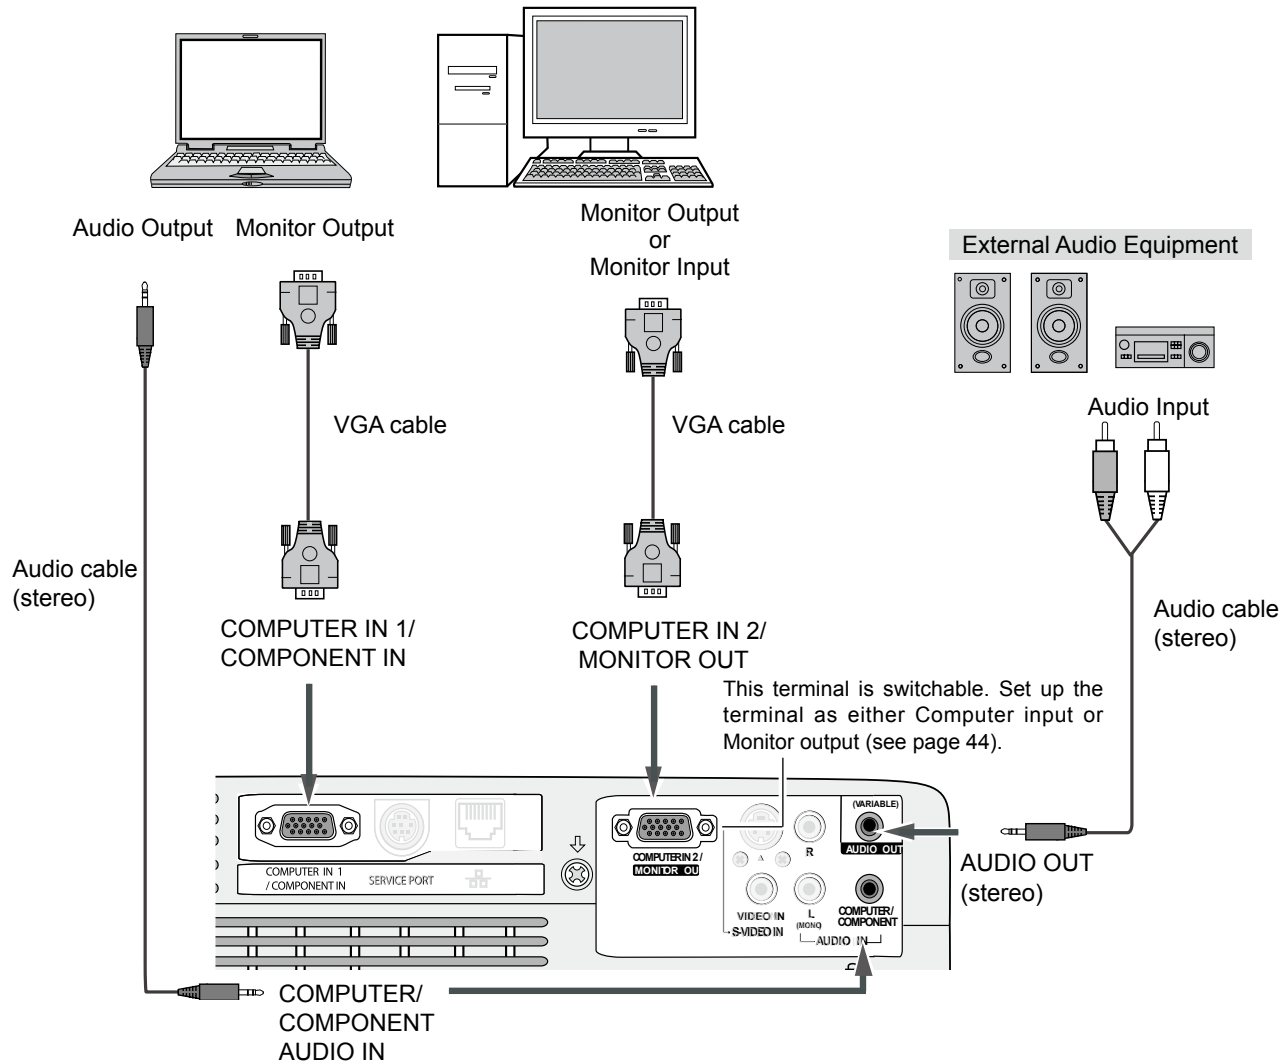 Audio Output
Monitor Output
Monitor Output
or
Monitor Input
External Audio Equipment
Audio Input
VGA cable
VGA cable
Audio cable
(stereo)
Audio cable
(stereo)
COMPUTER IN 1/
COMPONENT IN
COMPUTER IN 2/
MONITOR OUT
This terminal is switchable. Set up the
terminal as either Computer input or
Monitor output (see page 44).
(VARIABLE)
AUDIO OUT
R
A
COMPUTER IN 2 /
MONITOR OU
COMPUTER IN 1
/ COMPONENT IN
SERVICE PORT
VIDEO IN
S-VIDEO IN
L
(MONO)
COMPUTER/
COMPONENT
AUDIO IN
AUDIO OUT
(stereo)
COMPUTER/
COMPONENT
AUDIO IN